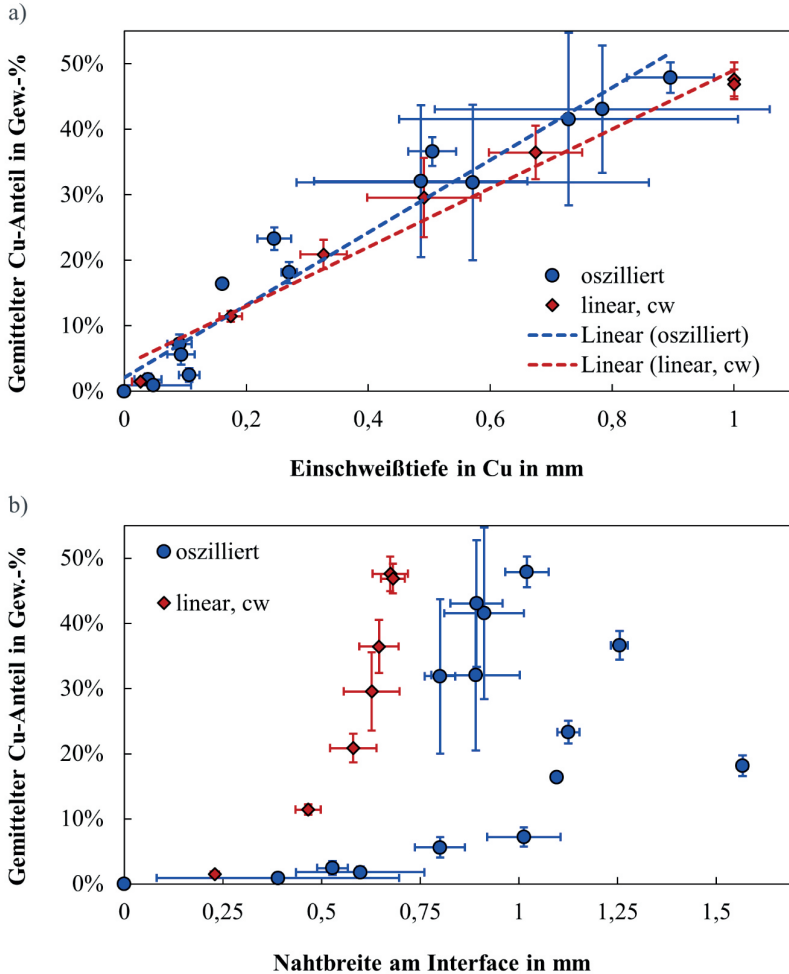 a)
Gemittelter Cu-Anteil in Gew.-%
50%
40%
30%
20%
10%
0%
oszilliert
linear, cw
Linear (oszilliert)
Linear (linear, cw)
0
0,2
0,4
0,6
0,8
1
Einschweißtiefe in Cu in mm
b)
Gemittelter Cu-Anteil in Gew.-%
50%
40%
30%
20%
10%
0%
oszilliert
linear, cw
0
0,25
0,5
0,75
1
1,25
1,5
Nahtbreite am Interface in mm